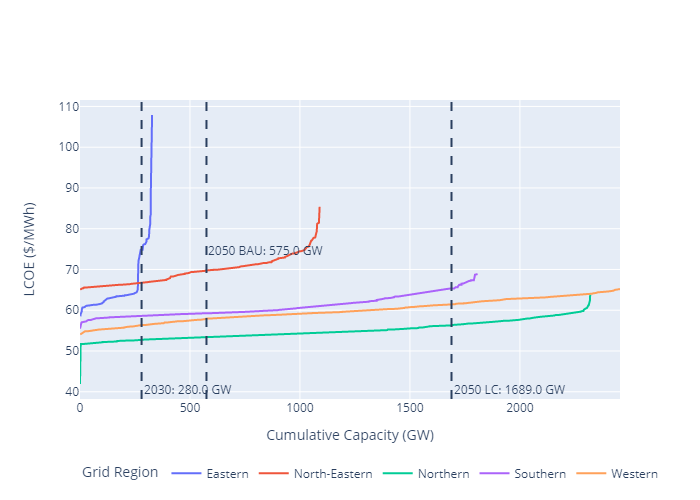 110
100
90
80
70
60
50
40
LCOE ($/MWh)
2050 BAU: 575.0 GW
2030: 280.0 GW
2050 LC: 1689.0 GW
0
500
1000
1500
2000
Cumulative Capacity (GW)
Grid Region
Eastern
North-Eastern
Northern
Southern
Western